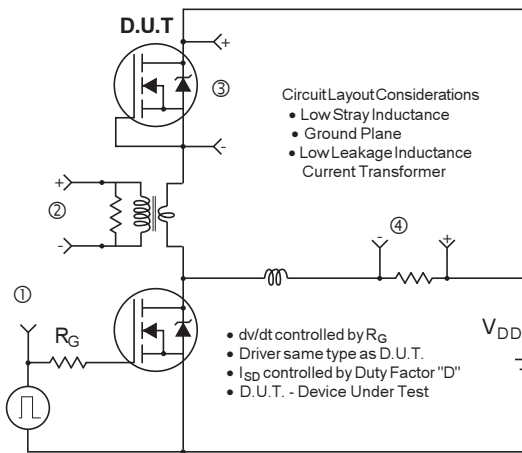 D.U.T
+
③
-
Circuit Layout Considerations
• Low Stray Inductance
• Ground Plane
• Low Leakage Inductance
Current Transformer
+
②
-
-
④
+
①
RG
• dv/dt controlled by RG
• Driver same type as D.U.T.
• ISD controlled by Duty Factor "D"
• D.U.T. - Device Under Test
VDD